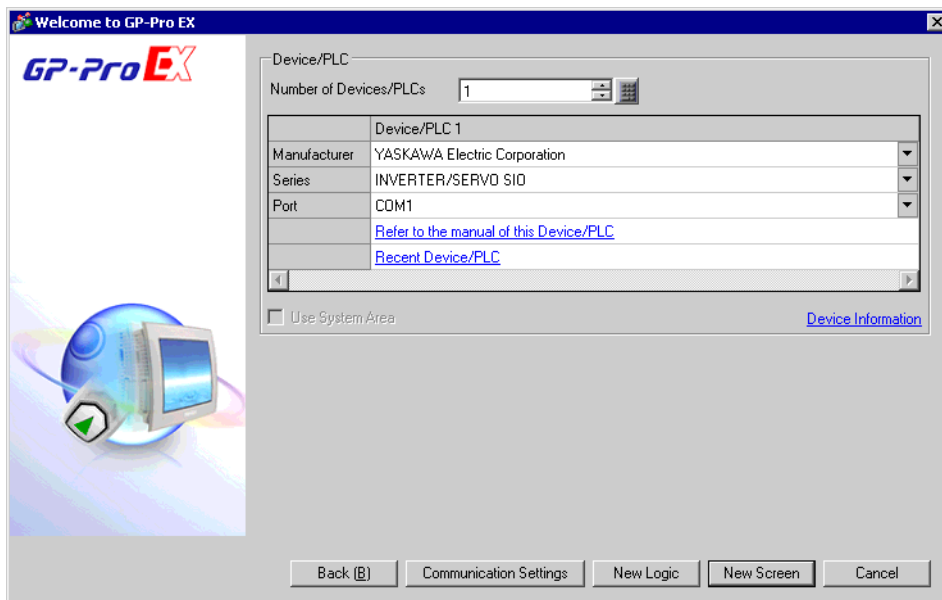 Welcome to GP-Pro EX
GP-Pro EX
Device/PLC
Number of Devices/PLCs 1
Device/PLC 1
Manufacturer YASKAWA Electric Corporation
Series INVERTER/SERVO SIO
Port COM1
Refer to the manual of this Device/PLC
Recent Device/PLC
Use System Area Device Information
Back (B) Communication Settings New Logic New Screen Cancel